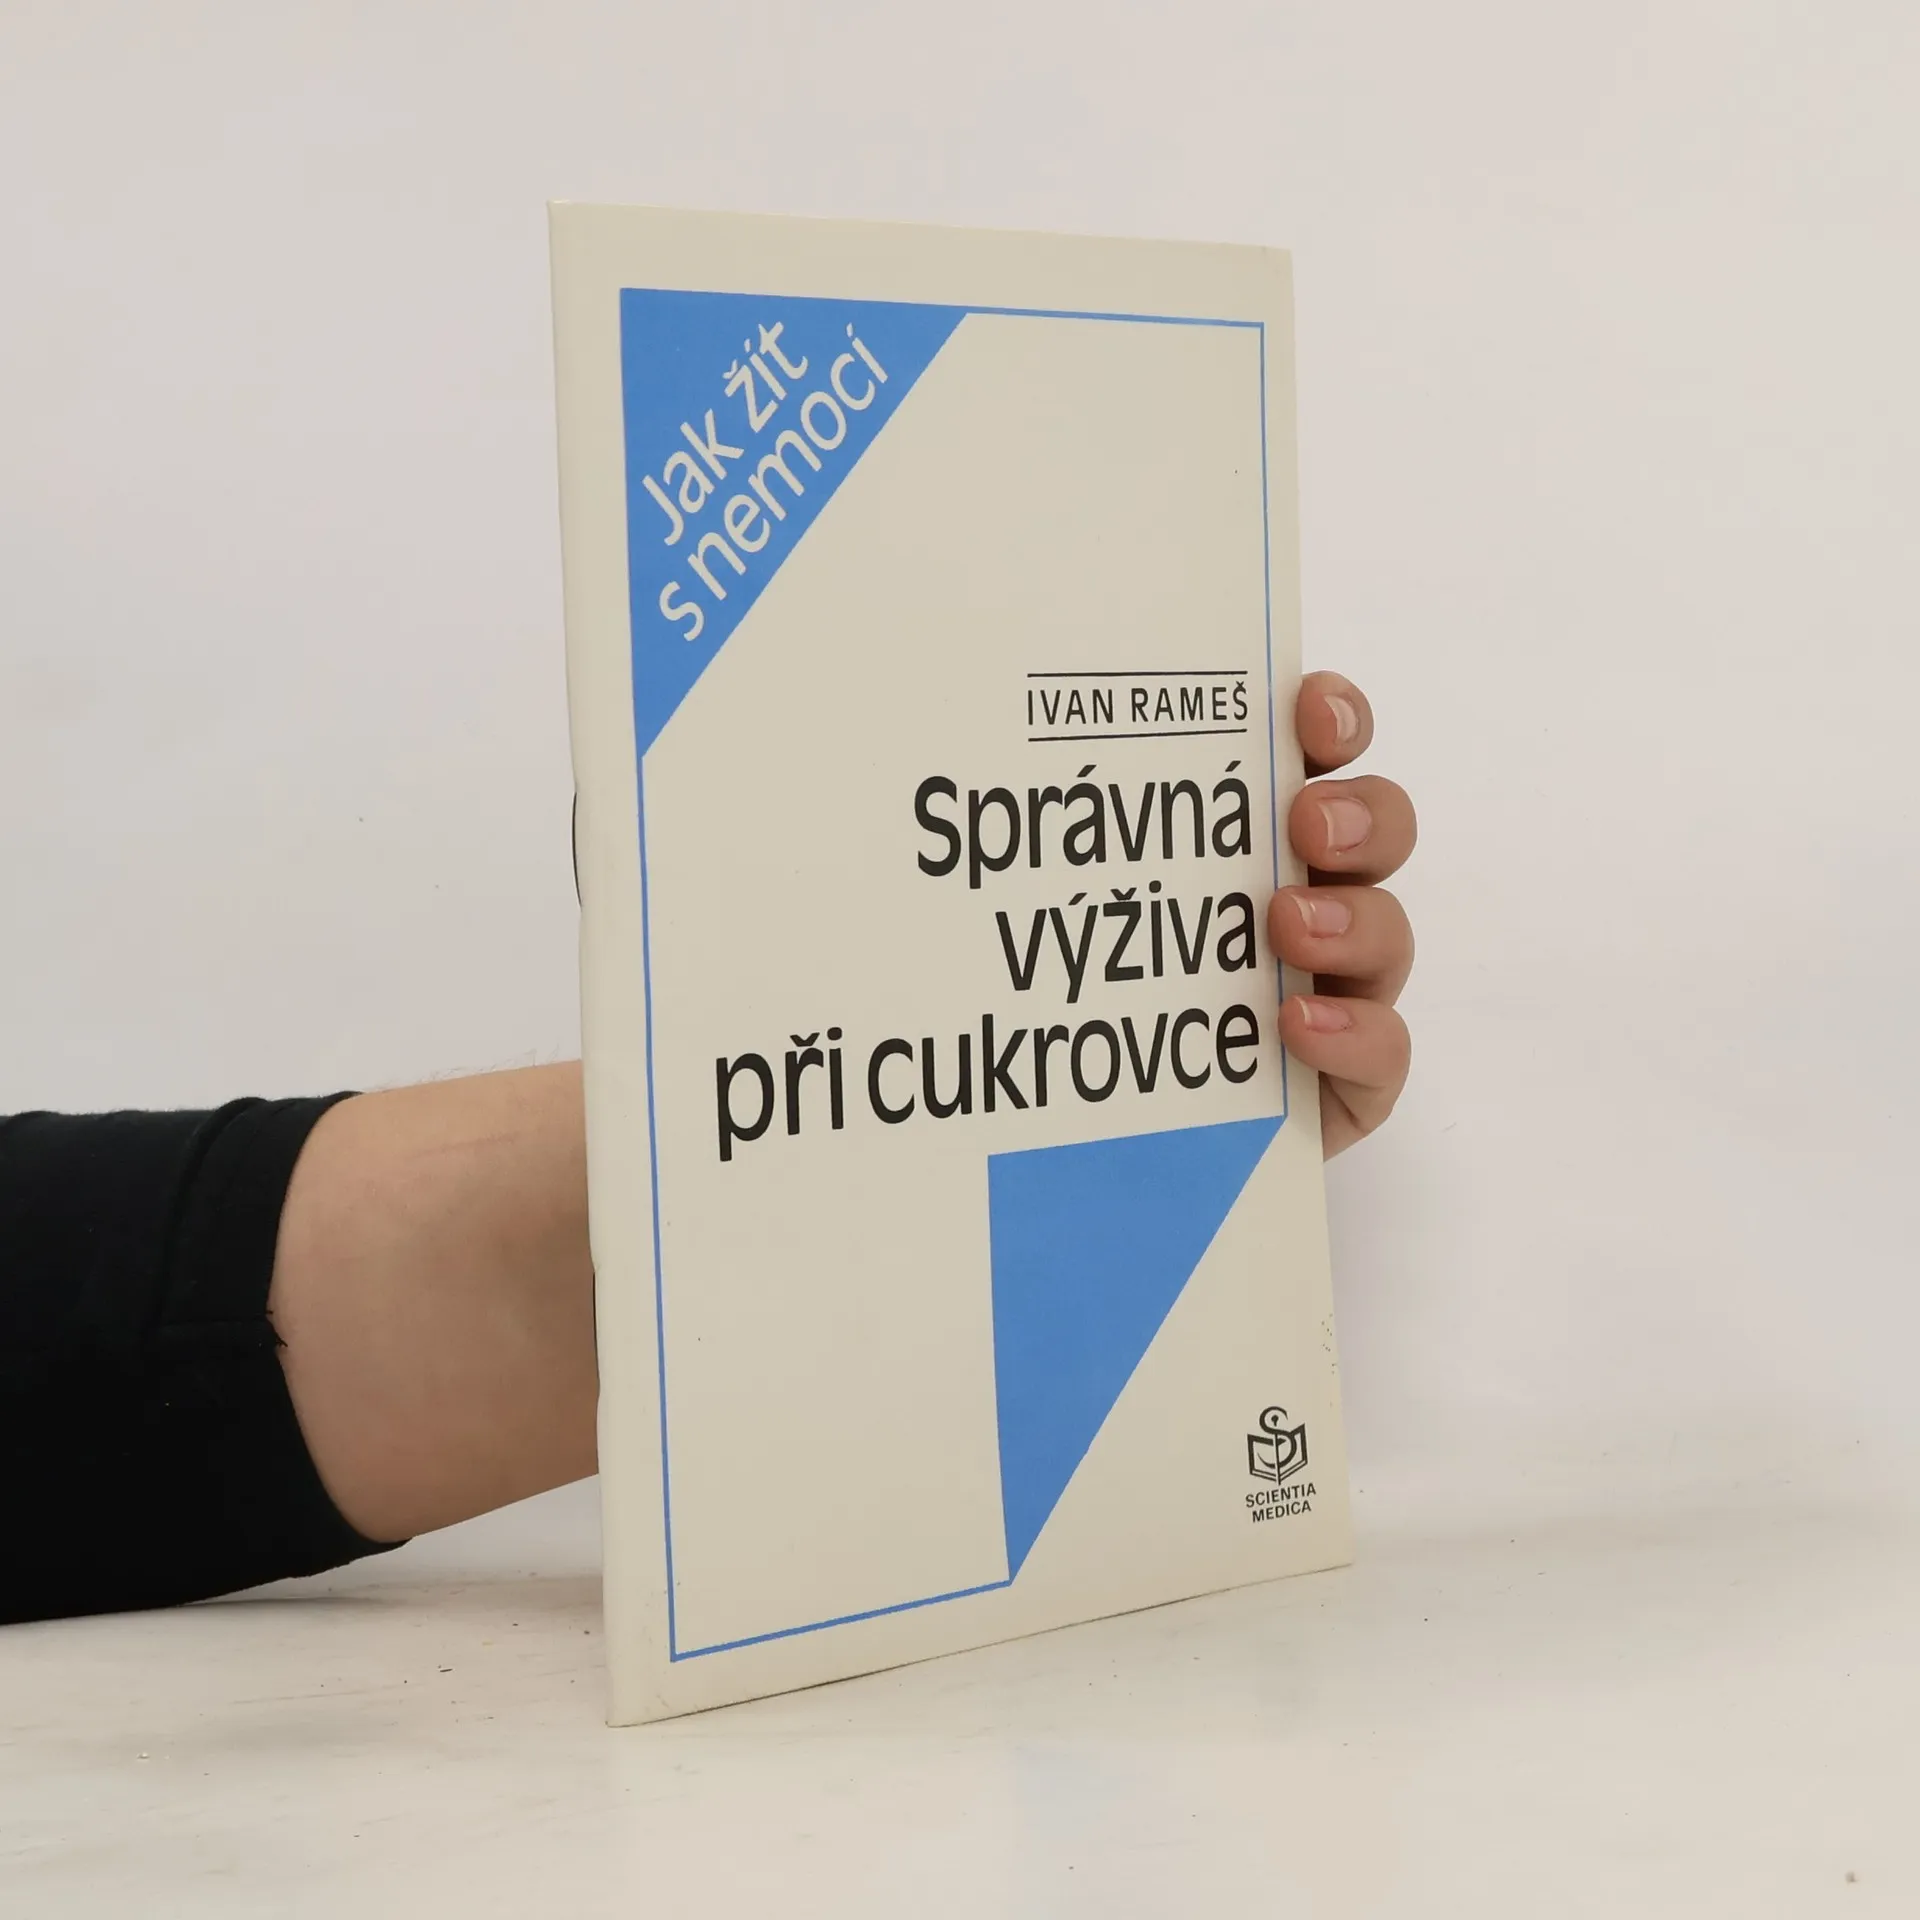 Jak žít
s nemocí
IVAN RAMEŠ
Správná
výživa
při cukrovce
SCIENTIA
MEDICA